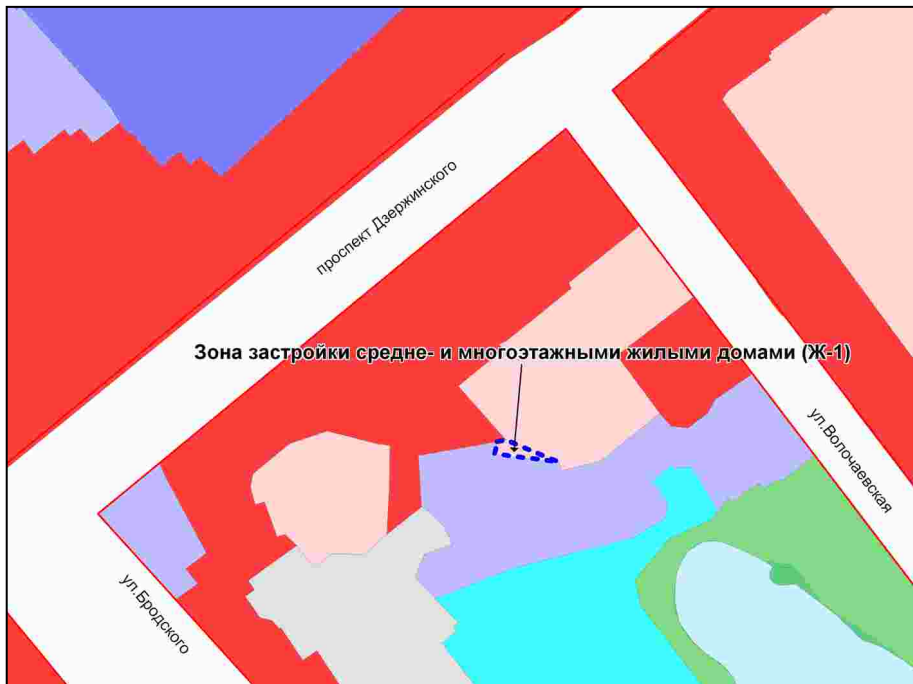 проспект Дзержинского
Зона застройки средне- и многоэтажными жилыми домами (Ж-1)
ул.Волочаевская
ул.Бродского